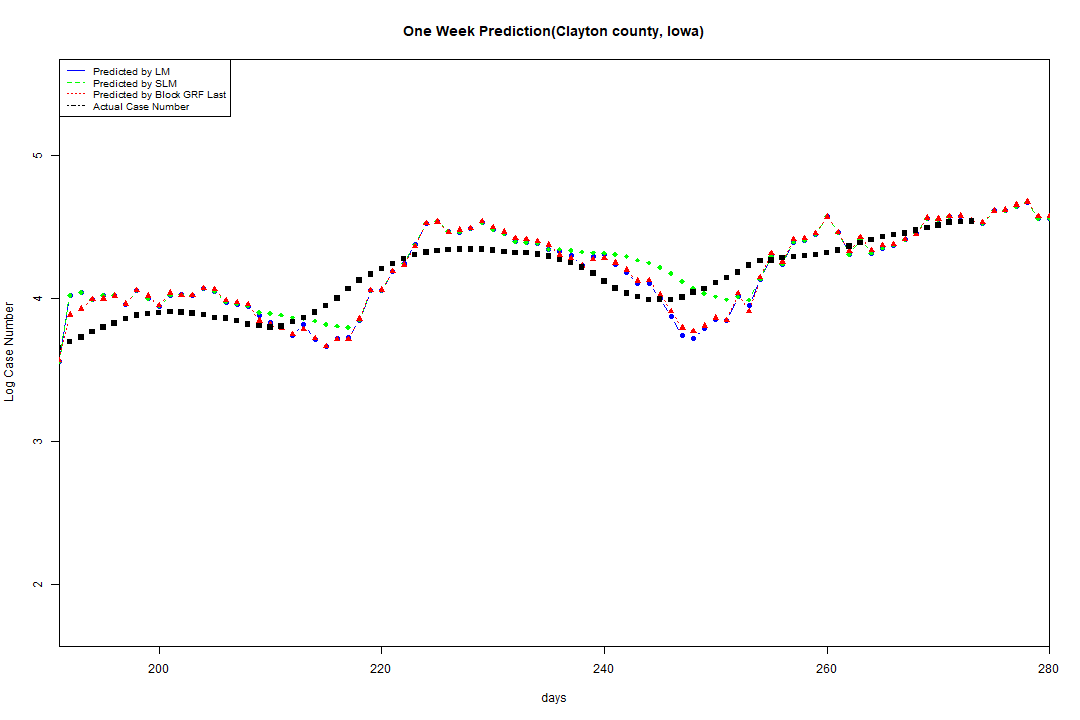 One Week Prediction(Clayton county, Iowa)
Predicted by LM
Predicted by SLM
Predicted by Block GRF Last
Actual Case Number
5
4
3
2
Log Case Number
200
220
240
260
280
days